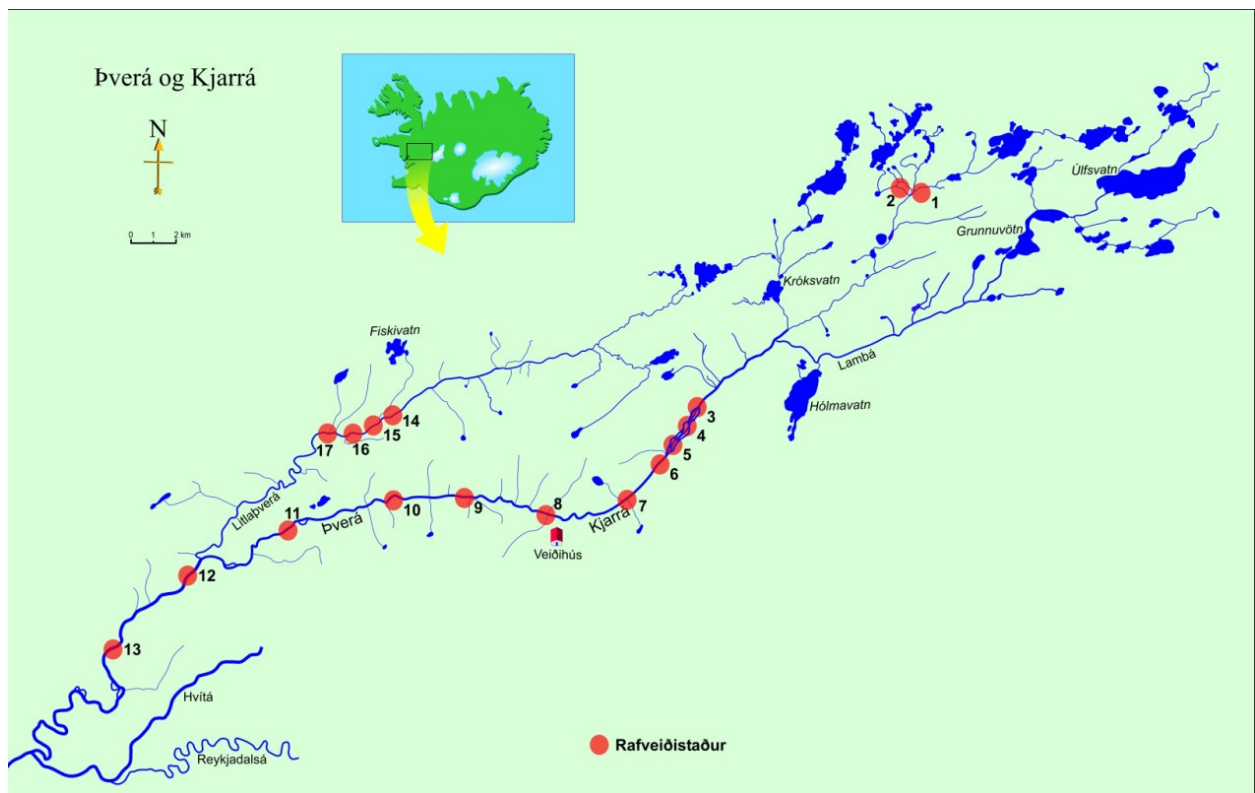 Þverá og Kjarrá
N
0 1 2 km
Úlfsvatn
2
1
Grunnuvötn
Króksvatn
Fiskivatn
Lambá
Hólmavatn
3
14
4
15
17
16
5
6
Litlaþverá
7
10
9
8
11
Þverá
Kjarrá
Veiðihús
12
13
Hvítá
Rafveiðistaður
Reykjadalsá